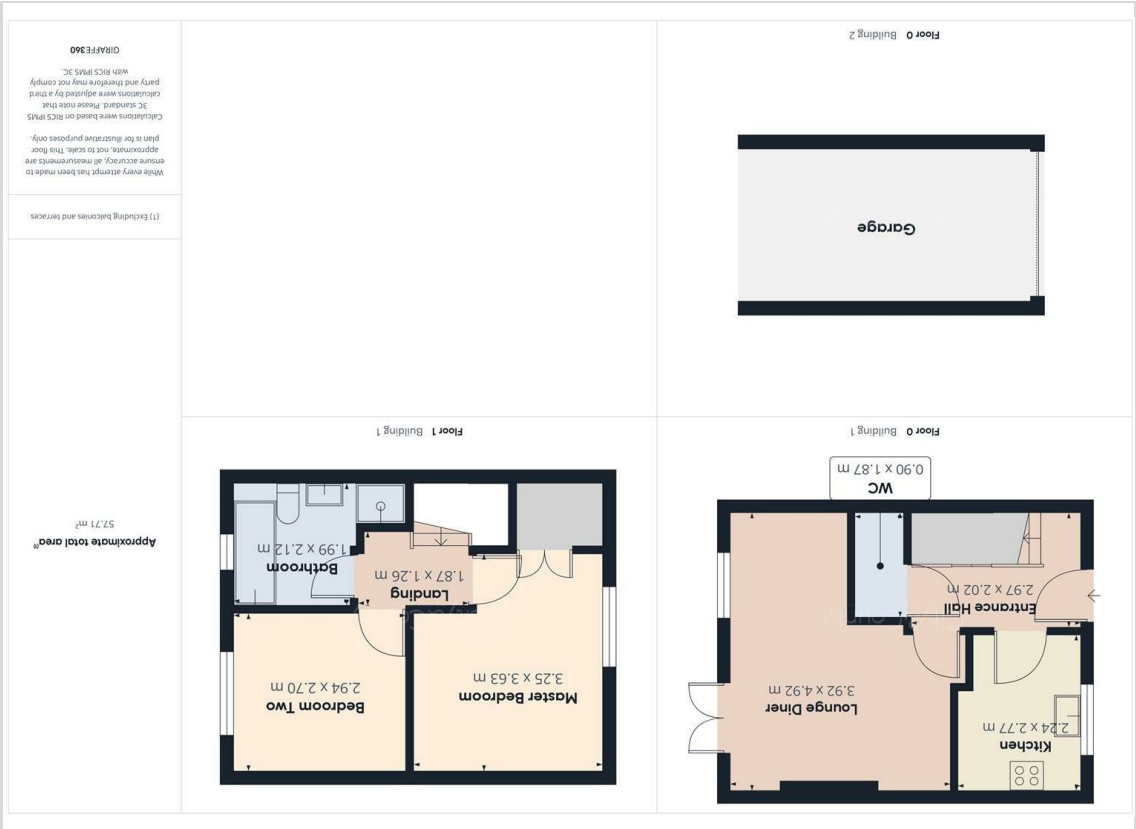 Kitchen
2.24 x 2.77 m
Lounge Diner
3.92 x 4.92 m
Entrance Hall
2.97 x 2.02 m
WC
0.90 x 1.87 m
Floor 0 Building 1
Master Bedroom
3.25 x 3.63 m
Bedroom Two
2.94 x 2.70 m
Landing
1.87 x 1.26 m
Bathroom
1.99 x 2.12 m
Floor 1 Building 1
Garage
Floor 0 Building 2
Approximate total area⁽¹⁾
57.71 m²
(1) Excluding balconies and terraces
While every attempt has been made to
ensure accuracy, all measurements are
approximate, not to scale. This floor
plan is for illustrative purposes only.
Calculations were based on RICS IPMS
3C standard. Please note that
calculations were adjusted by a third
party and therefore may not comply
with RICS IPMS 3C.
GIRAFFE360